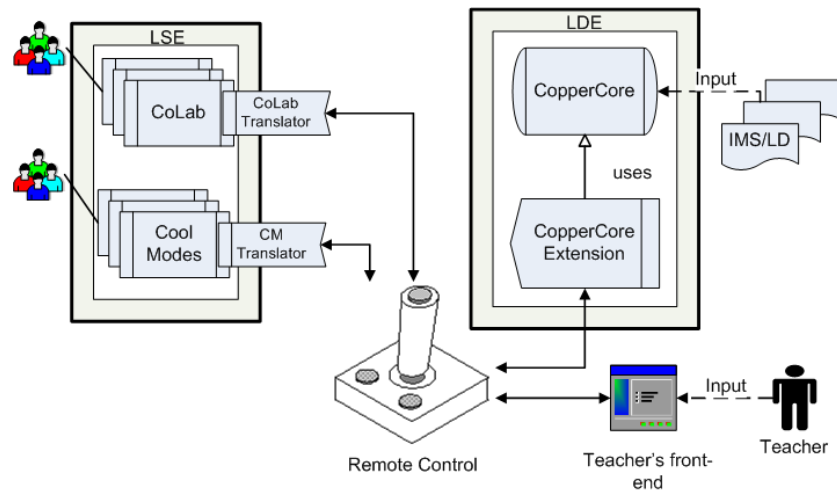 LSE
CoLab
CoLab
Translator
Cool
Modes
CM
Translator
LDE
CopperCore
Input
IMS/LD
uses
CopperCore
Extension
Remote Control
Input
Teacher's front-
end
Teacher